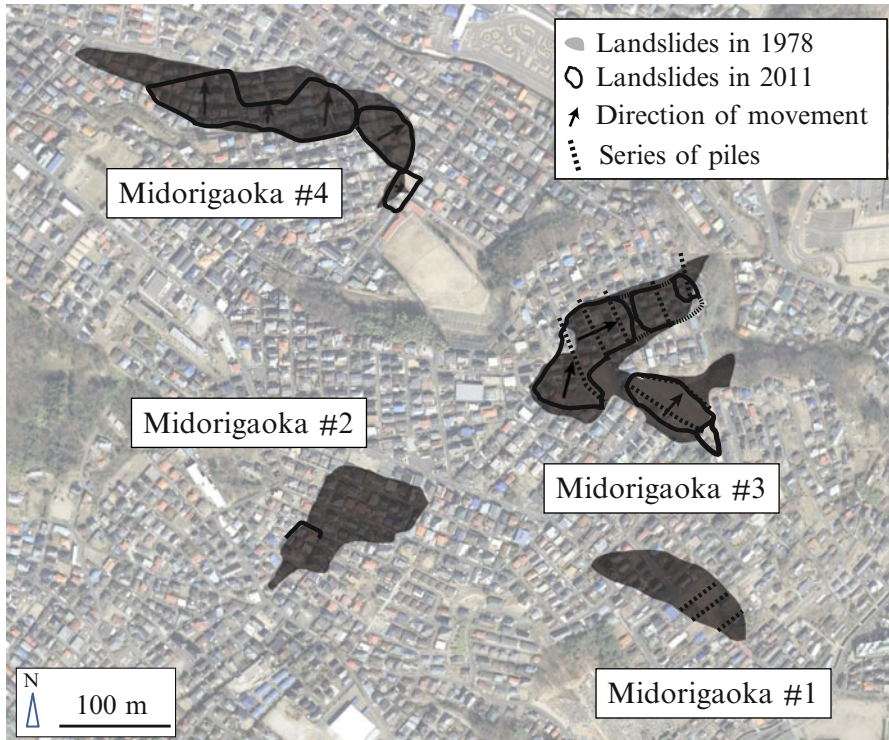 Landslides in 1978
Landslides in 2011
Direction of movement
Series of piles
Midorigaoka #4
Midorigaoka #2
Midorigaoka #3
Midorigaoka #1
N
100 m